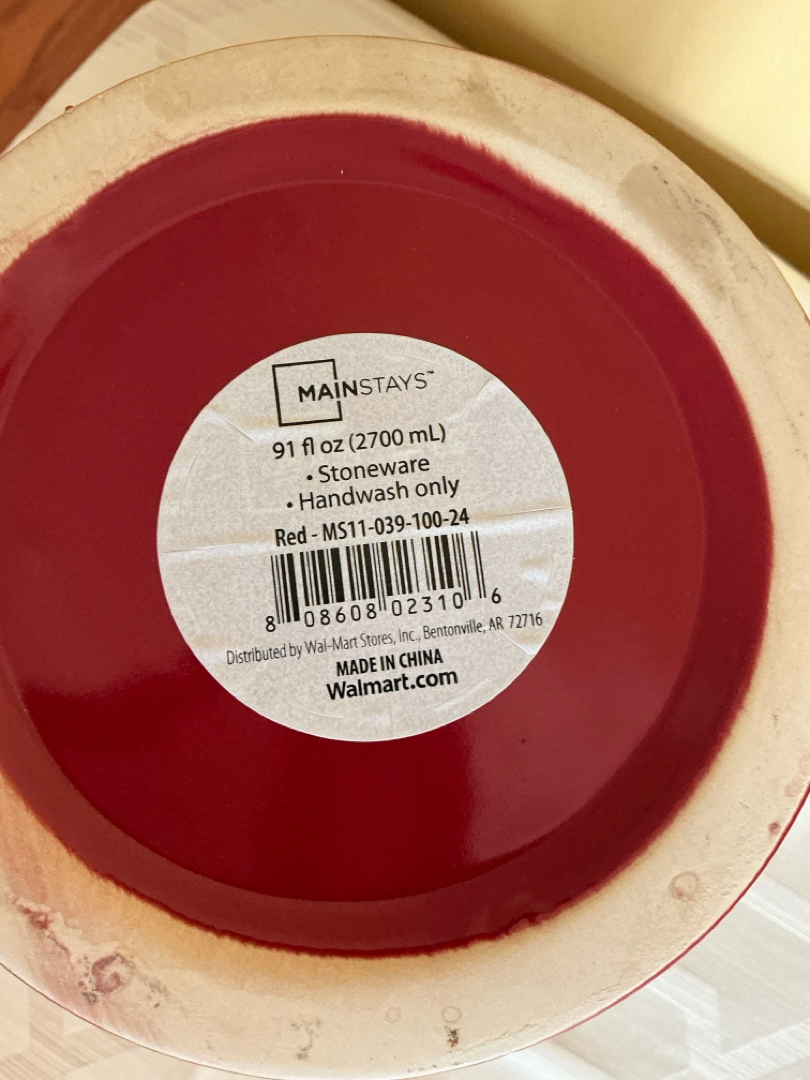 MAINSTAYS™
91 fl oz (2700 mL)
• Stoneware
• Handwash only
Red - MS11-039-100-24
8 08608 02310 6
Distributed by Wal-Mart Stores, Inc., Bentonville, AR 72716
MADE IN CHINA
Walmart.com